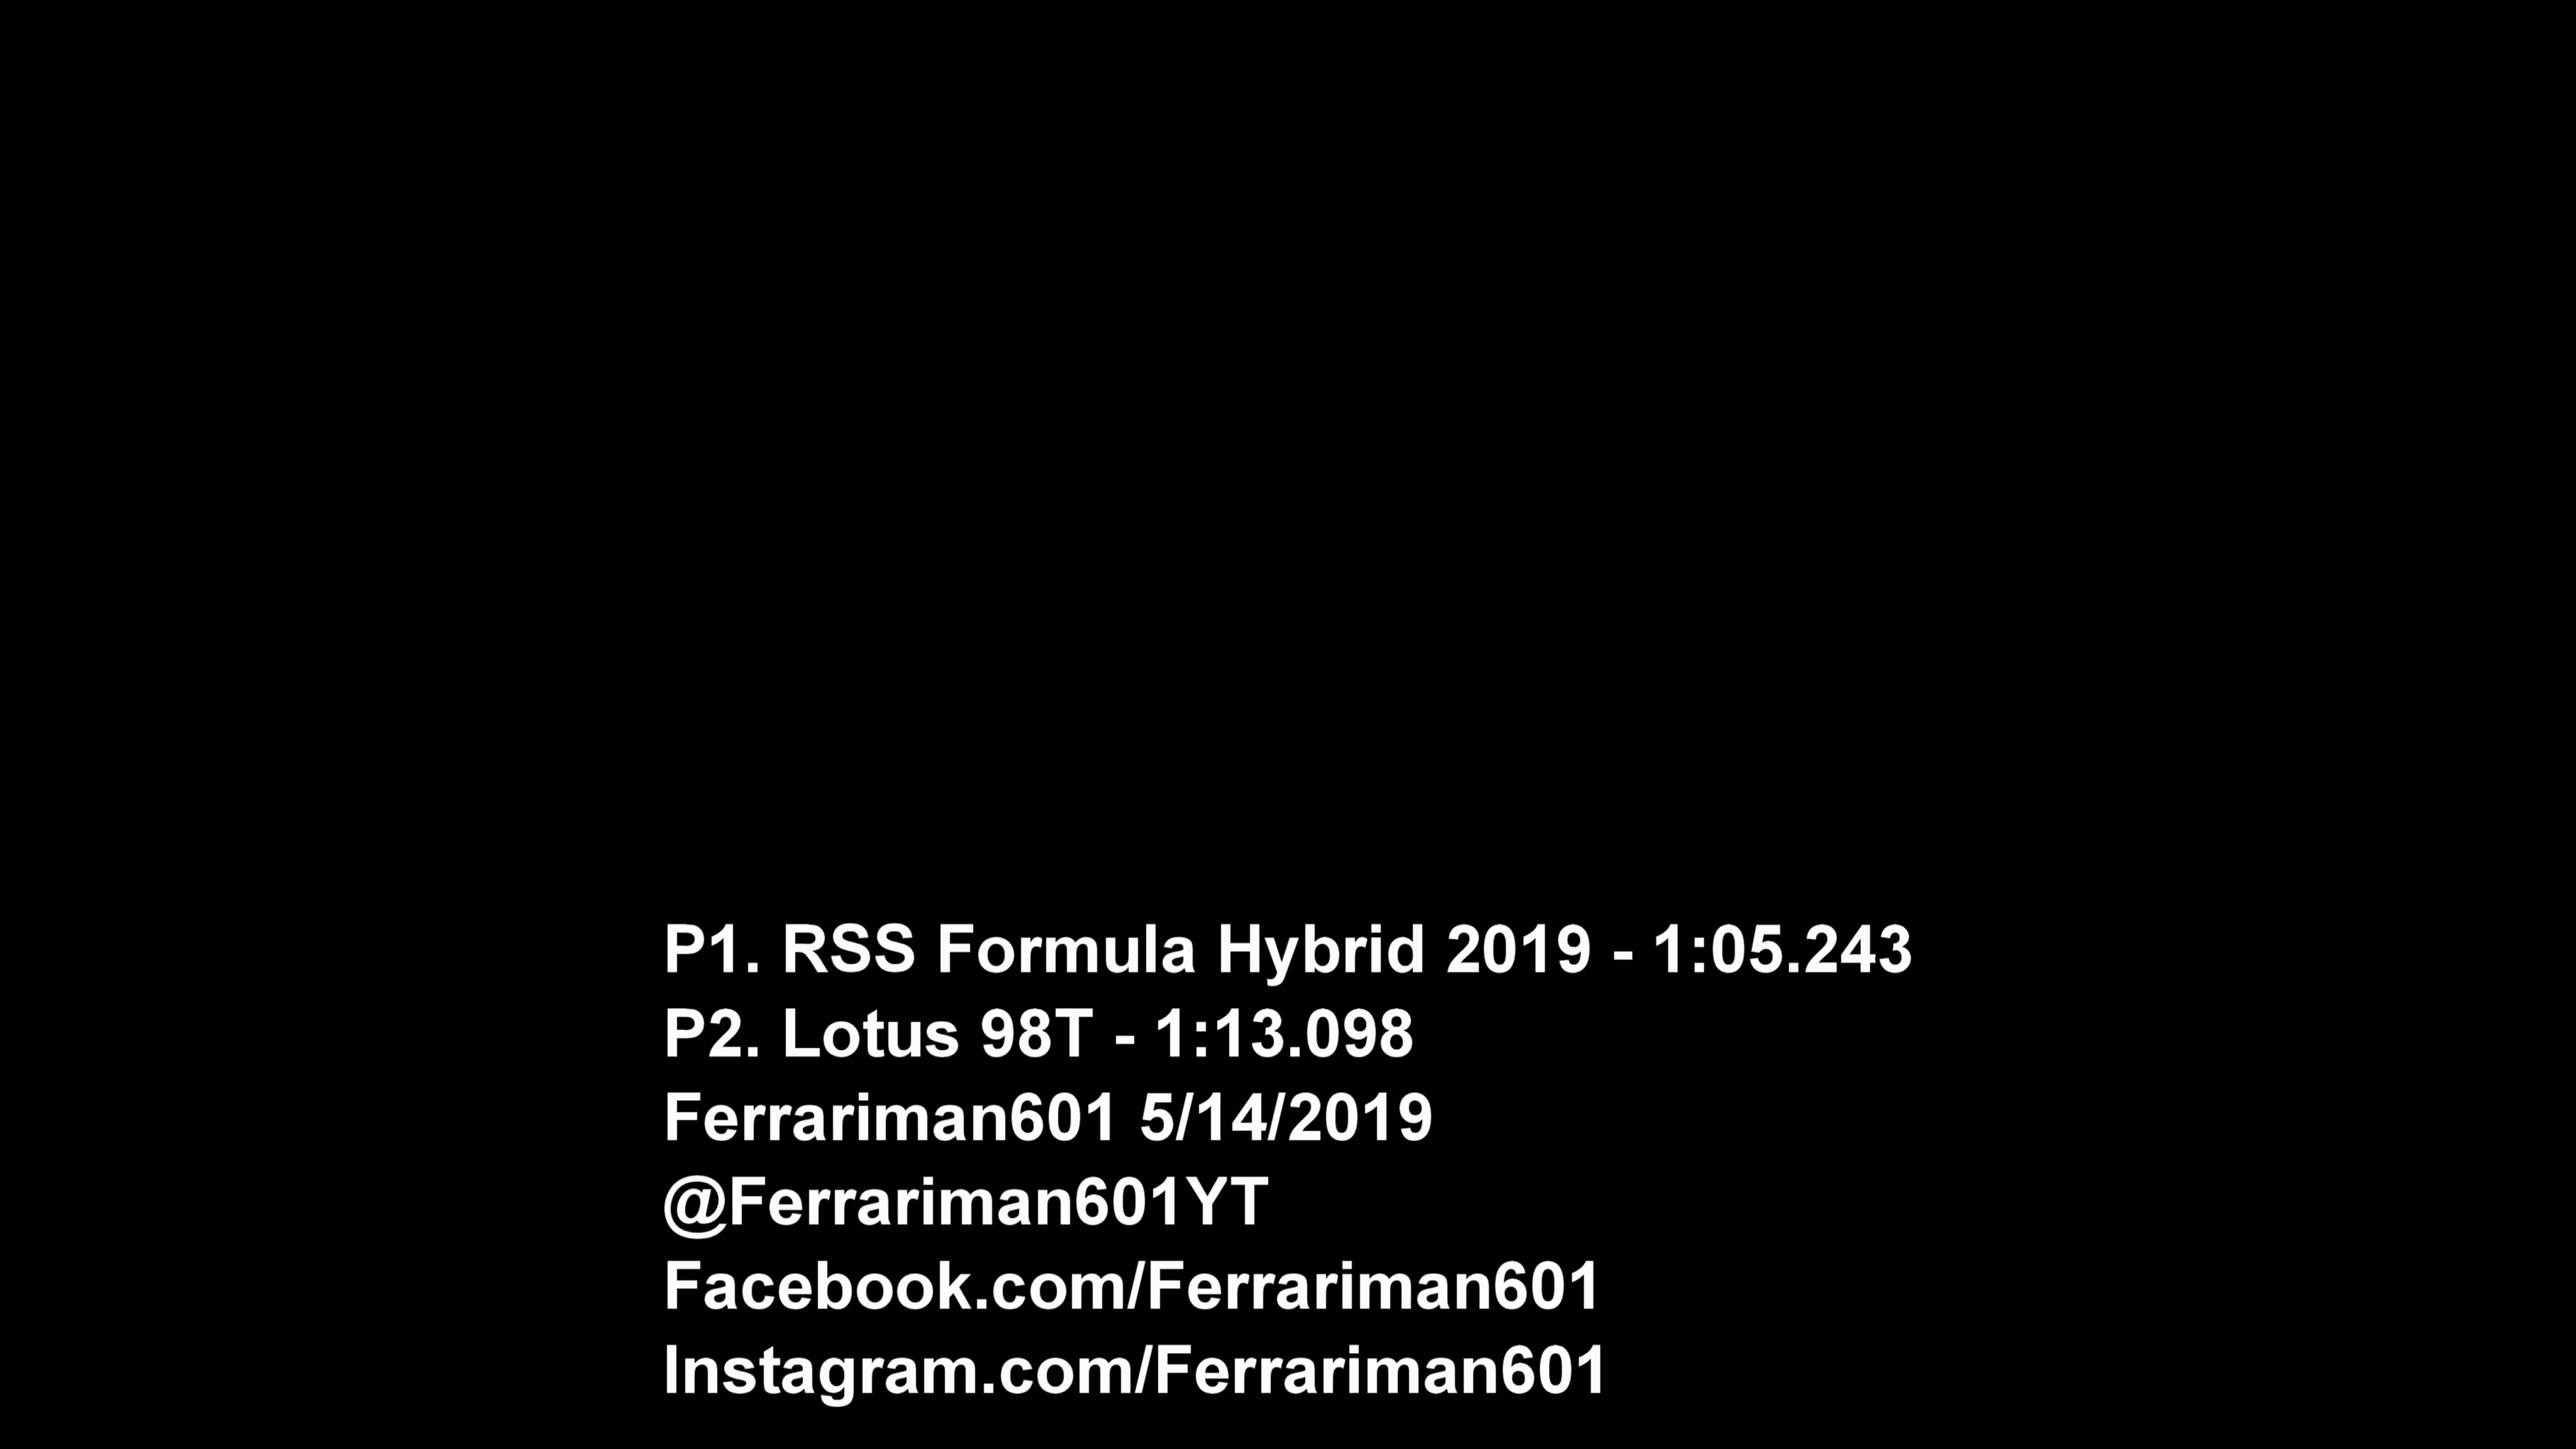 P1. RSS Formula Hybrid 2019 - 1:05.243
P2. Lotus 98T - 1:13.098
Ferrariman601 5/14/2019
@Ferrariman601YT
Facebook.com/Ferrariman601
Instagram.com/Ferrariman601